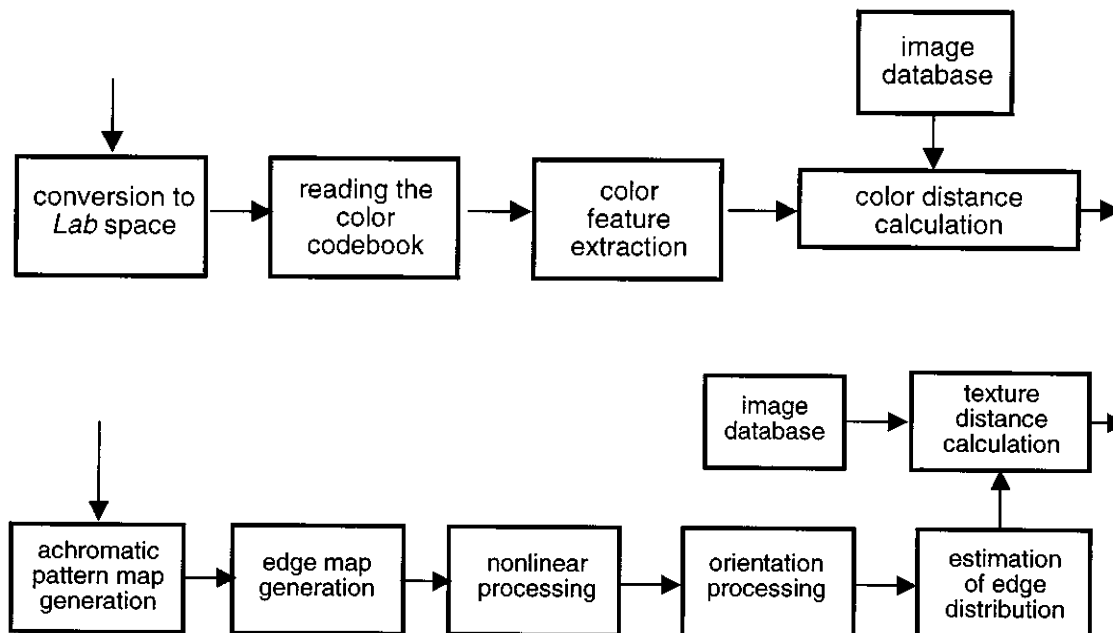 image
database
conversion to
Lab space
reading the
color
codebook
color
feature
extraction
color distance
calculation
image
database
texture
distance
calculation
achromatic
pattern map
generation
edge map
generation
nonlinear
processing
orientation
processing
estimation
of edge
distribution